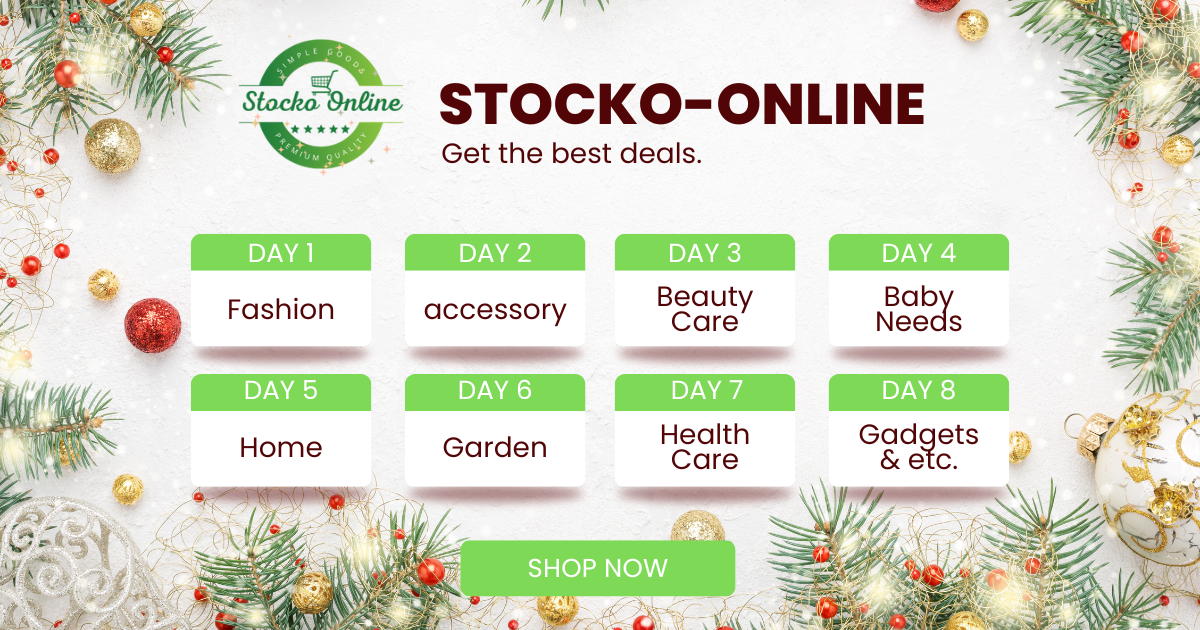 SIMPLE GOODS
Stocko Online
PREMIUM QUALITY
STOCKO-ONLINE
Get the best deals.
DAY 1
Fashion
DAY 2
accessory
DAY 3
Beauty
Care
DAY 4
Baby
Needs
DAY 5
Home
DAY 6
Garden
DAY 7
Health
Care
DAY 8
Gadgets
& etc.
SHOP NOW